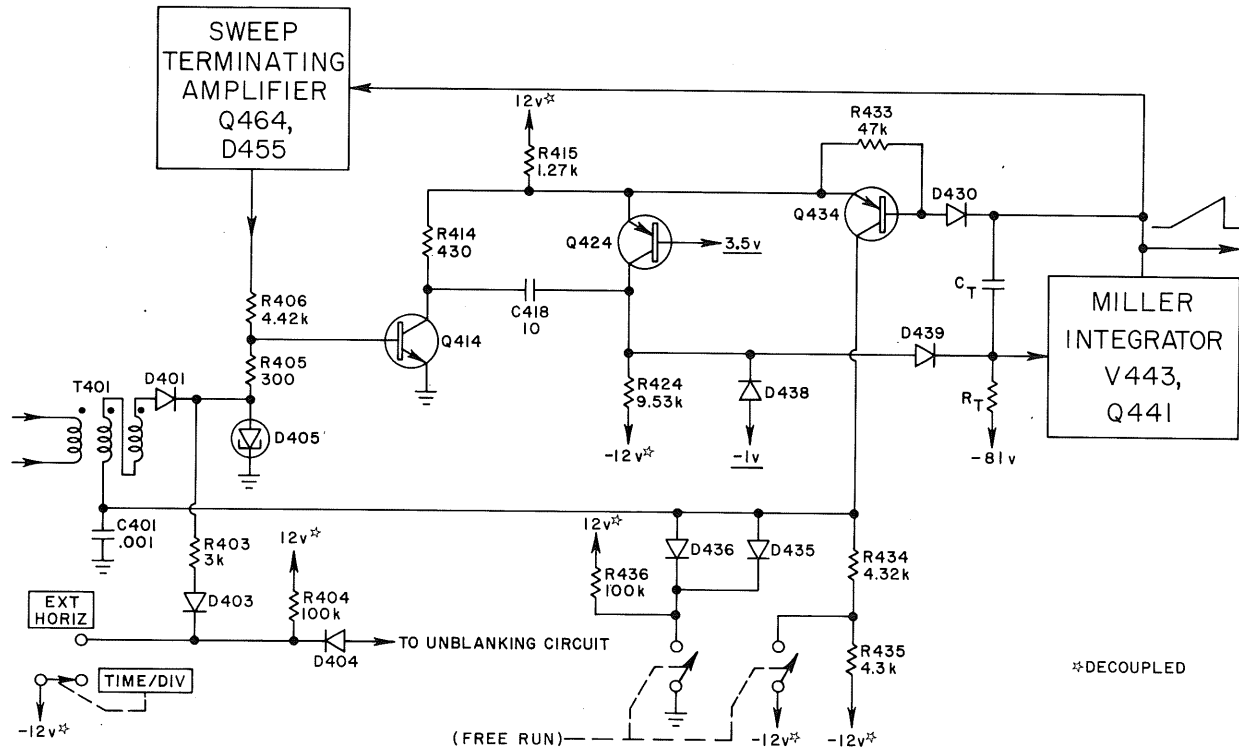 SWEEP
TERMINATING
AMPLIFIER
Q464,
D455
12v☆
R415
1.27k
R433
47k
D430
Q434
R414
430
Q424
3.5v
C418
10
R406
4.42k
Q414
CT
MILLER
INTEGRATOR
V443,
Q441
D439
R405
300
D401
T401
R424
9.53k
D438
RT
D405
-12v☆
-1v
-81v
C401
.001
R403
3k
12v☆
12v☆
D436
D435
R434
4.32k
R436
100k
EXT
HORIZ
D403
R404
100k
TO UNBLANKING CIRCUIT
D404
R435
4.3k
TIME/DIV
☆DECOUPLED
-12v☆
(FREE RUN)
-12v☆
-12v☆